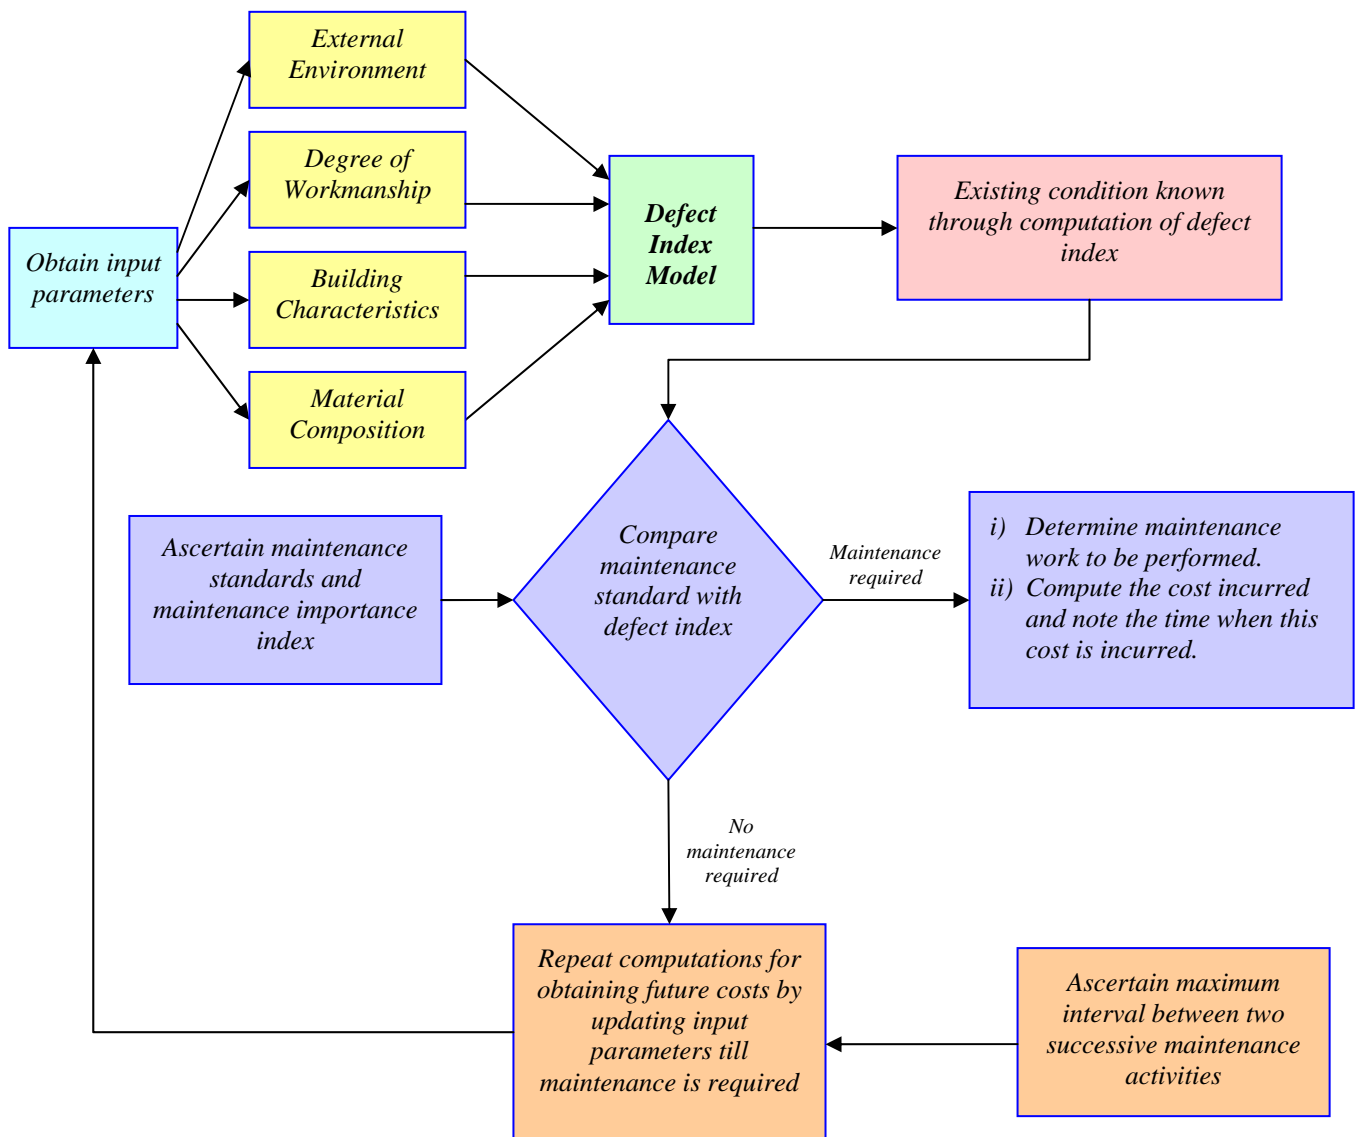 External
Environment
Degree of
Workmanship
Obtain input
parameters
Building
Characteristics
Material
Composition
Defect
Index
Model
Existing condition known
through computation of defect
index
Ascertain maintenance
standards and
maintenance importance
index
Compare
maintenance
standard with
defect index
Maintenance
required
i) Determine maintenance
work to be performed.
ii) Compute the cost incurred
and note the time when this
cost is incurred.
No
maintenance
required
Repeat computations for
obtaining future costs by
updating input
parameters till
maintenance is required
Ascertain maximum
interval between two
successive maintenance
activities